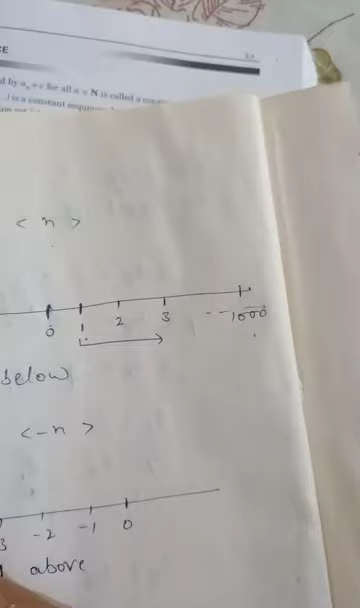 d by aₙ = c for all n ∈ N is called a
is a constant sequence
< n >
0 1 2 3 - - 1000
below
< -n >
3 -2 -1 0
above